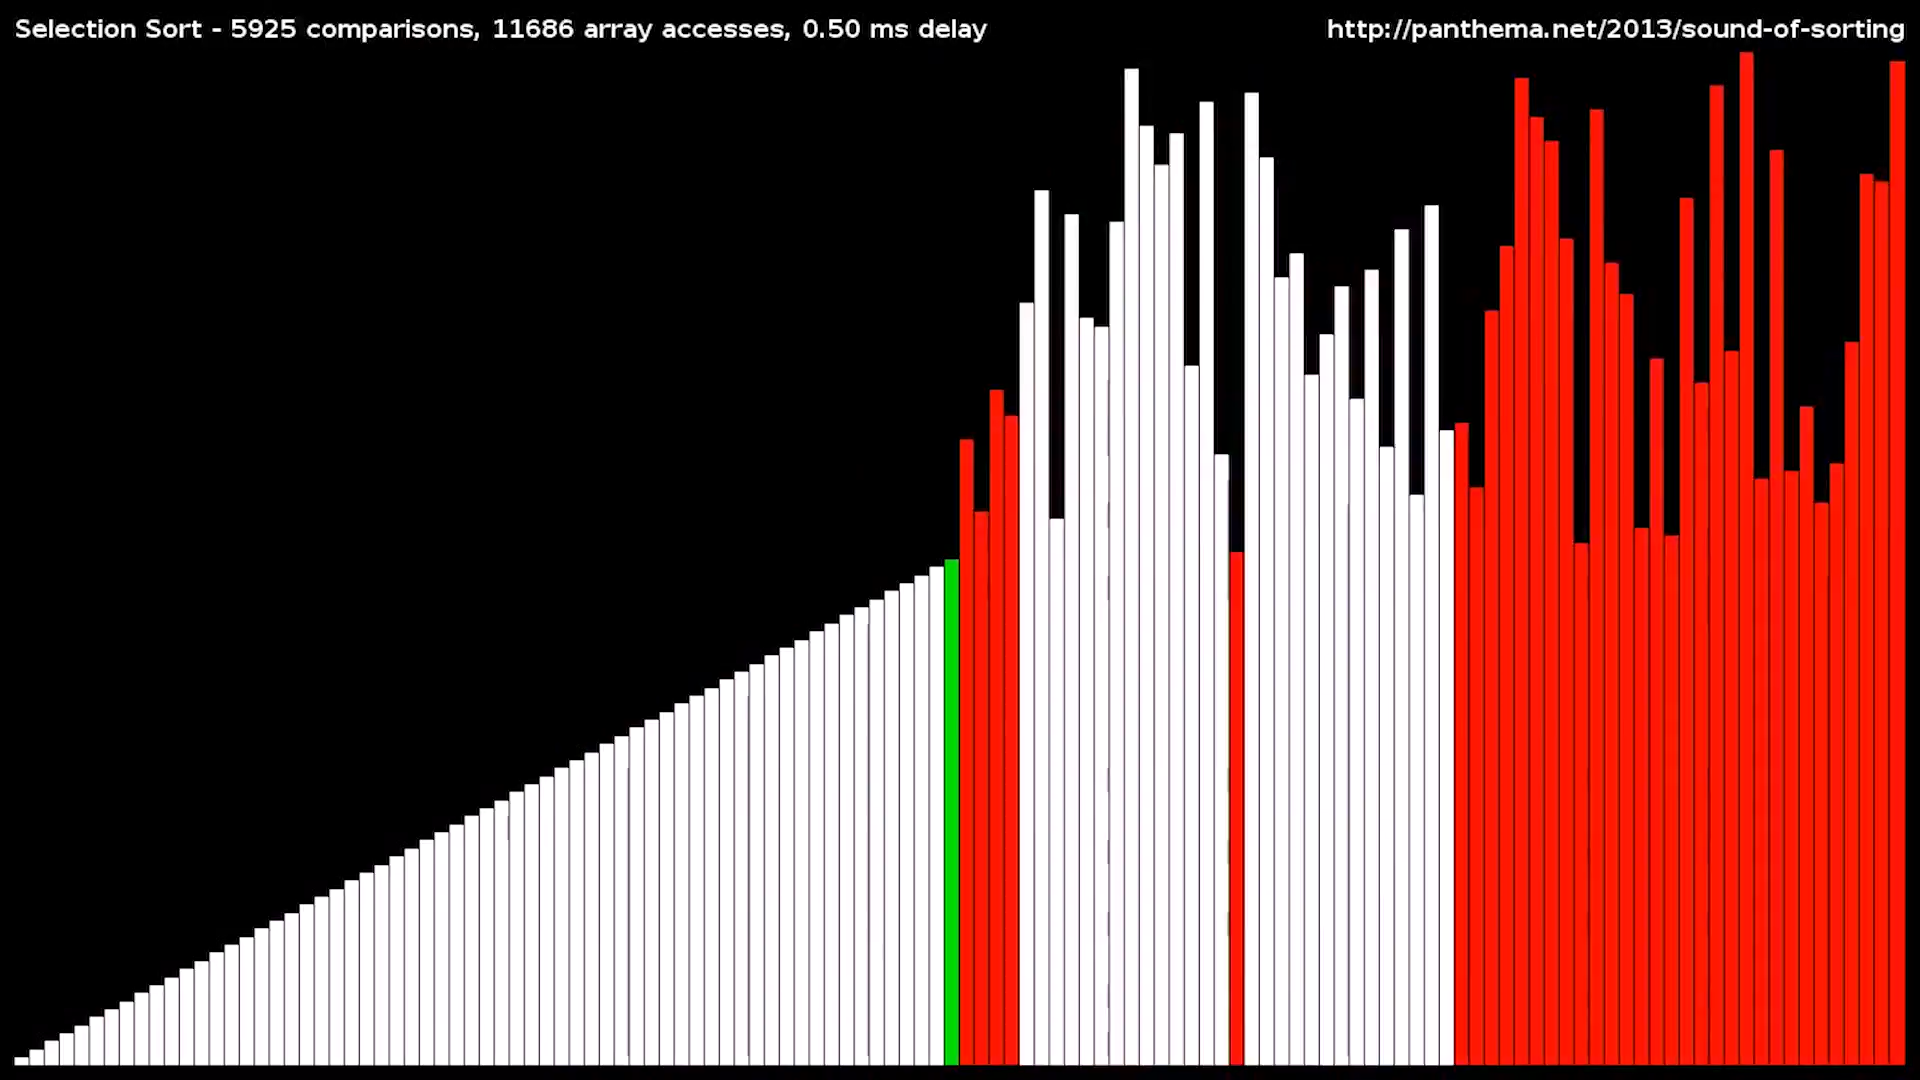 Selection Sort - 5925 comparisons, 11686 array accesses, 0.50 ms delay
http://panthema.net/2013/sound-of-sorting